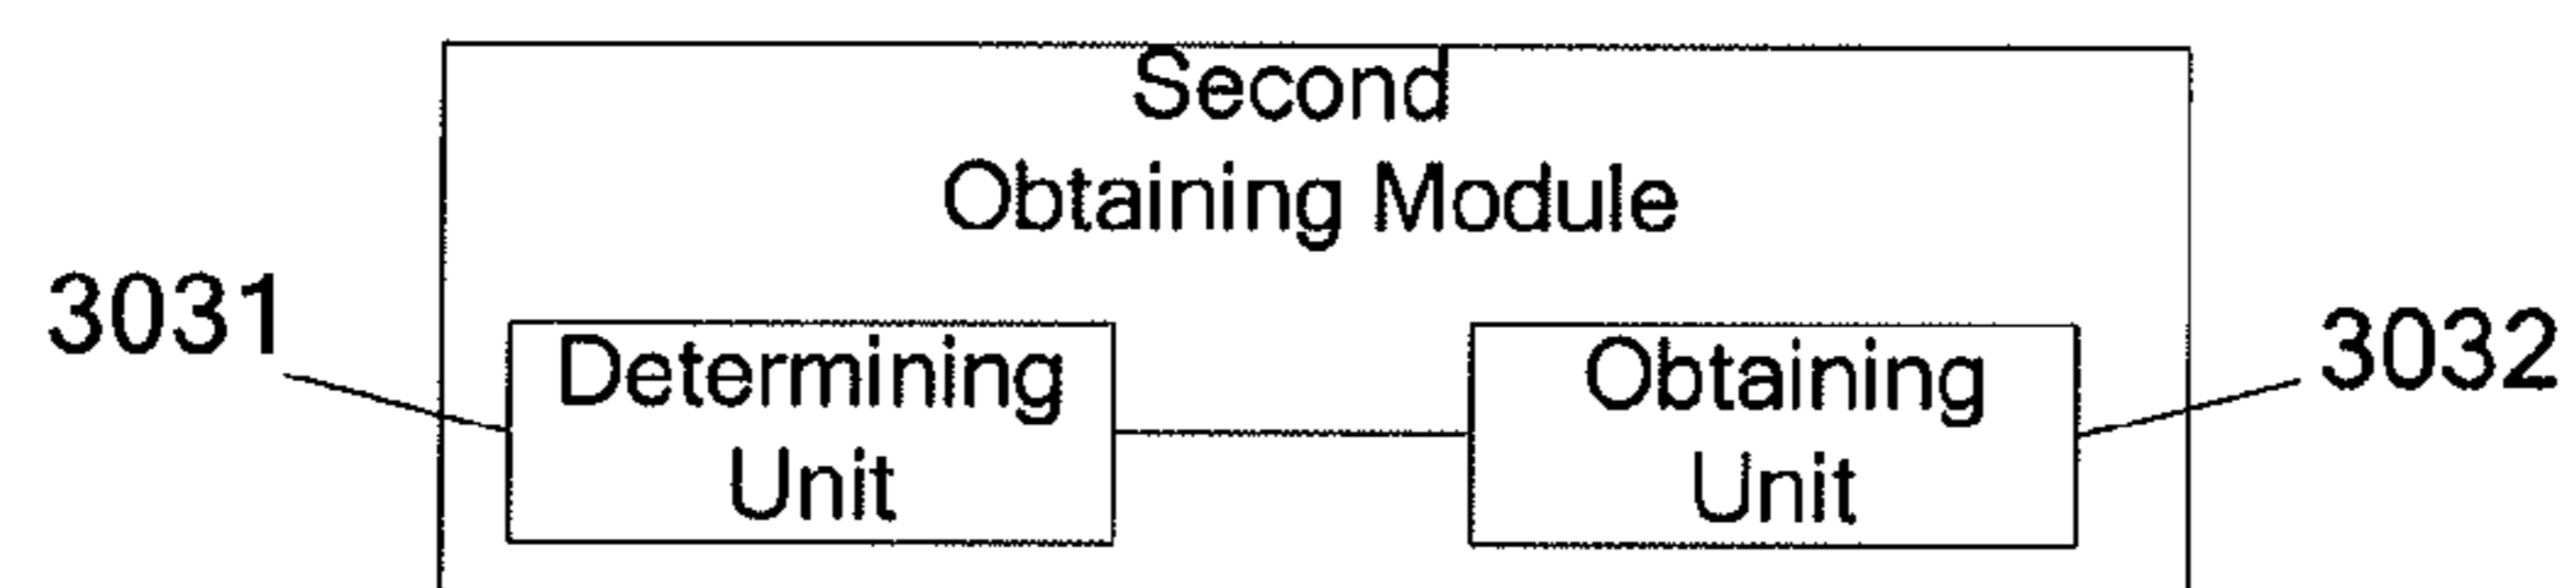 Second
Obtaining Module
3031
Determining
Unit
Obtaining
Unit
3032